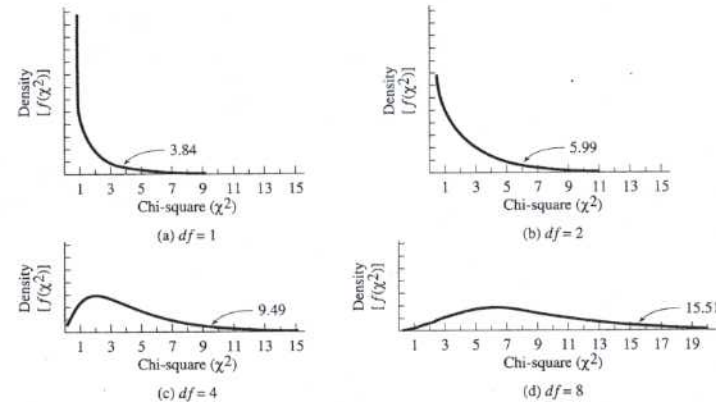 Density
[f(χ²)]
3.84
1 3 5 7 9 11 13 15
Chi-square (χ²)
(a) df = 1
Density
[f(χ²)]
5.99
1 3 5 7 9 11 13 15
Chi-square (χ²)
(b) df = 2
Density
[f(χ²)]
9.49
1 3 5 7 9 11 13 15
Chi-square (χ²)
(c) df = 4
Density
[f(χ²)]
15.51
1 3 5 7 9 11 13 15 17 19
Chi-square (χ²)
(d) df = 8